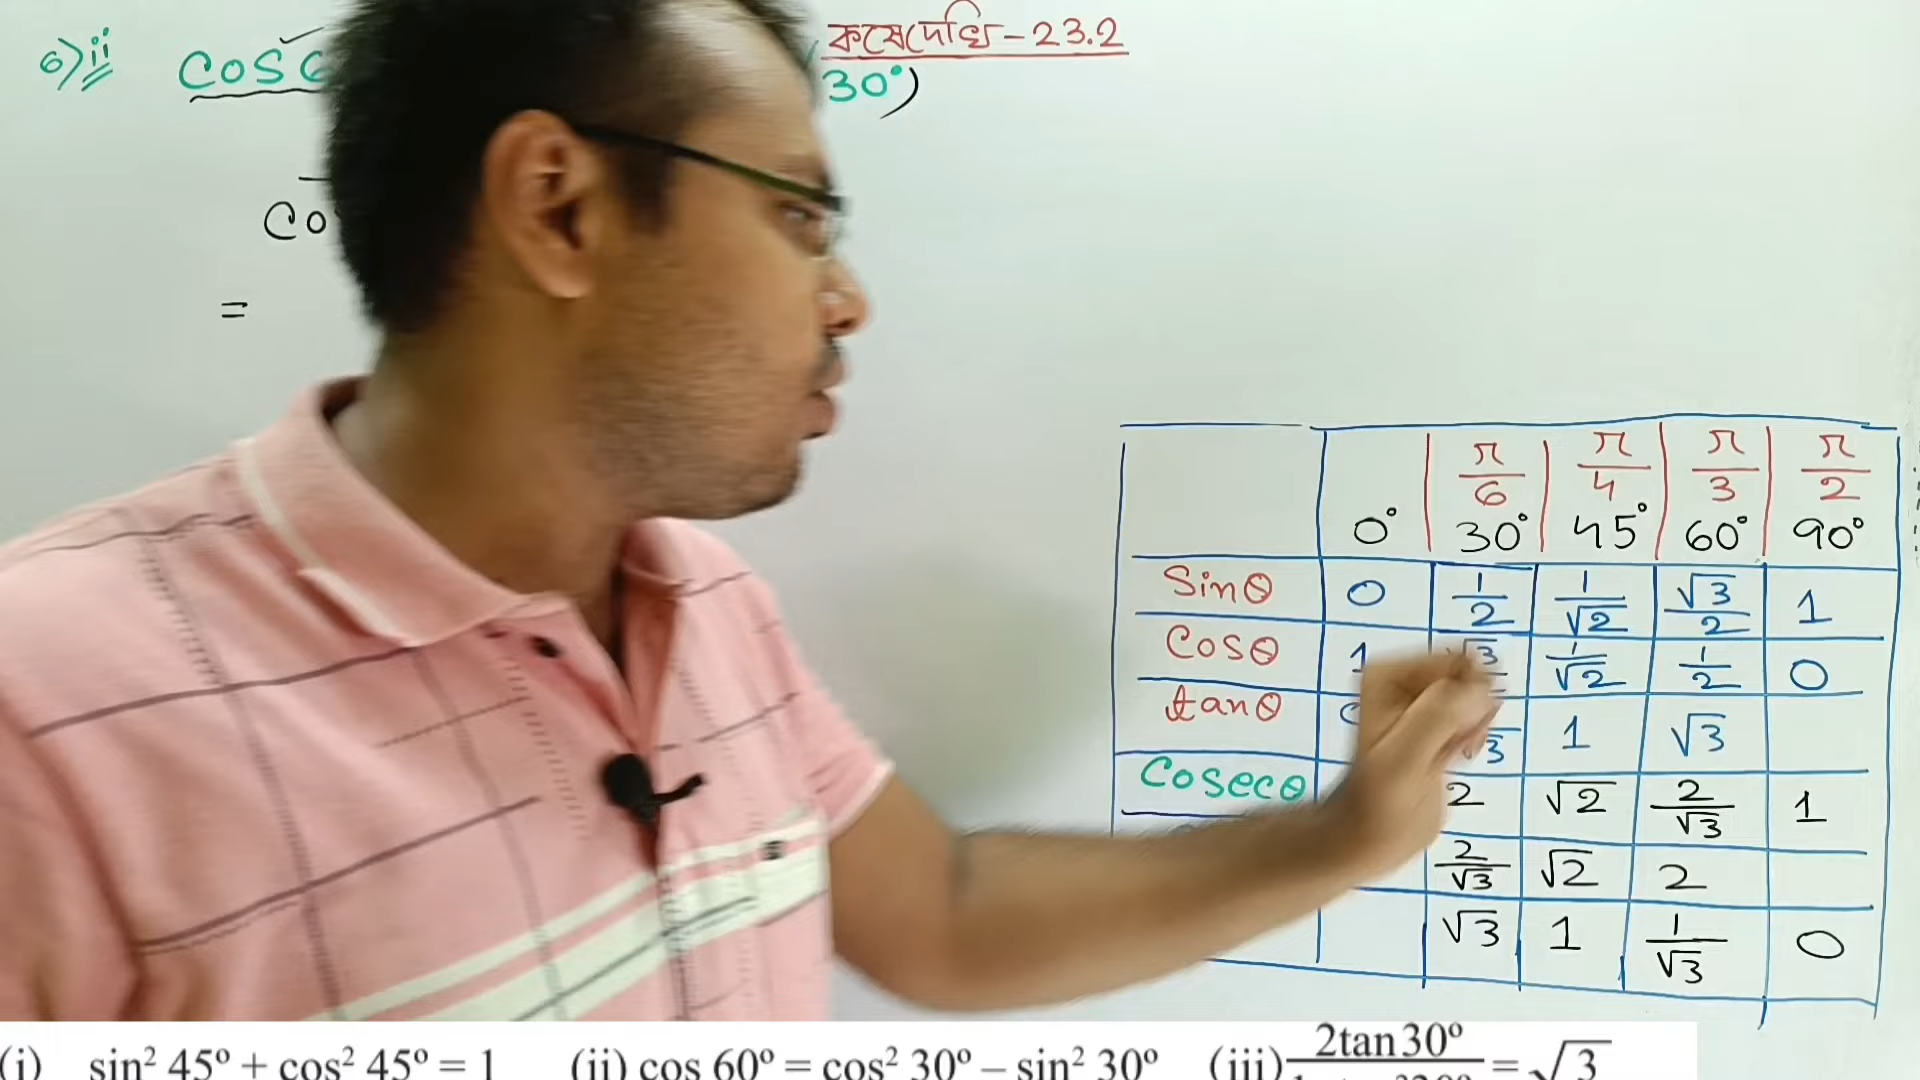 কষেদেখি - 23.2
6) ii cos 30°)
co
=
π/6 π/4 π/3 π/2
0° 30° 45° 60° 90°
Sinθ 0 1/2 1/√2 √3/2 1
Cosθ 1 √3 1/√2 1/2 0
tanθ √3 1 √3
Cosecθ 2 √2 2/√3 1
2/√3 √2 2
√3 1 1/√3 0
(i) sin² 45° + cos² 45° = 1 (ii) cos 60° = cos² 30° – sin² 30° (iii) 2tan30° = √3